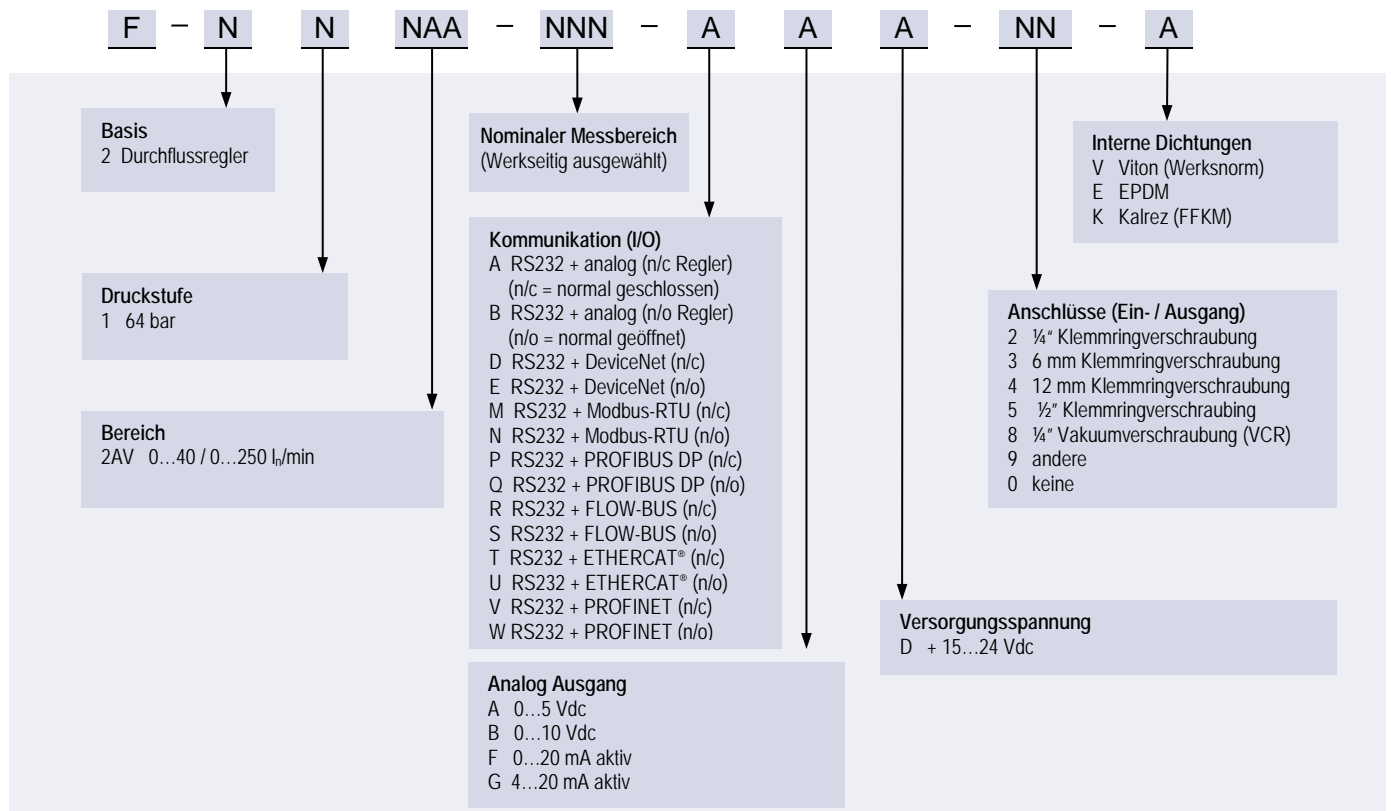 F – N N NAA – NNN – A A A – NN – A
Basis
2 Durchflussregler
Druckstufe
1 64 bar
Bereich
2AV 0…40 / 0…250 lₙ/min
Nominaler Messbereich
(Werkseitig ausgewählt)
Kommunikation (I/O)
A RS232 + analog (n/c Regler)
(n/c = normal geschlossen)
B RS232 + analog (n/o Regler)
(n/o = normal geöffnet)
D RS232 + DeviceNet (n/c)
E RS232 + DeviceNet (n/o)
M RS232 + Modbus-RTU (n/c)
N RS232 + Modbus-RTU (n/o)
P RS232 + PROFIBUS DP (n/c)
Q RS232 + PROFIBUS DP (n/o)
R RS232 + FLOW-BUS (n/c)
S RS232 + FLOW-BUS (n/o)
T RS232 + ETHERCAT® (n/c)
U RS232 + ETHERCAT® (n/o)
V RS232 + PROFINET (n/c)
W RS232 + PROFINET (n/o)
Analog Ausgang
A 0…5 Vdc
B 0…10 Vdc
F 0…20 mA aktiv
G 4…20 mA aktiv
Versorgungsspannung
D + 15…24 Vdc
Anschlüsse (Ein- / Ausgang)
2 ¼“ Klemmringverschraubung
3 6 mm Klemmringverschraubung
4 12 mm Klemmringverschraubung
5 ½” Klemmringverschraubing
8 ¼” Vakuumverschraubung (VCR)
9 andere
0 keine
Interne Dichtungen
V Viton (Werksnorm)
E EPDM
K Kalrez (FFKM)